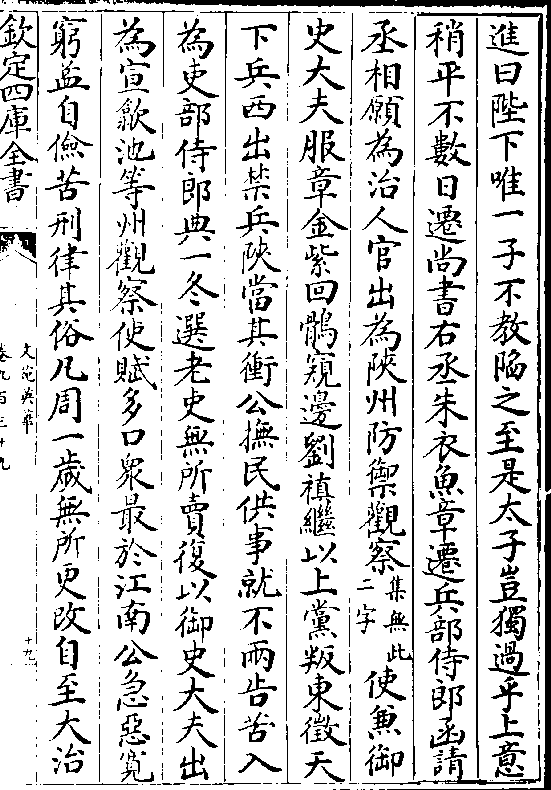 進曰陛下唯一子不教陷之至是太子豈獨過乎上意
稍平不數日遷尚書右丞朱衣魚章遷兵部侍郎函請
丞相願為治人官出為陜州防禦觀察集無此二字使兼御
史大夫服章金紫回鶻窺邊劉稹繼以上黨叛東徵天
下兵西出禁兵陜當其衝公撫民供事就不兩告苦入
為吏部侍郎典一冬選老吏無所賣復以御史大夫出
為宣歙池等州觀察使賦多口衆最於江南公急惡寛
窮益自儉苦刑律其俗凡周一歲無所更改自至大治
欽定四庫全書
文苑英華
卷九百三十九
十九